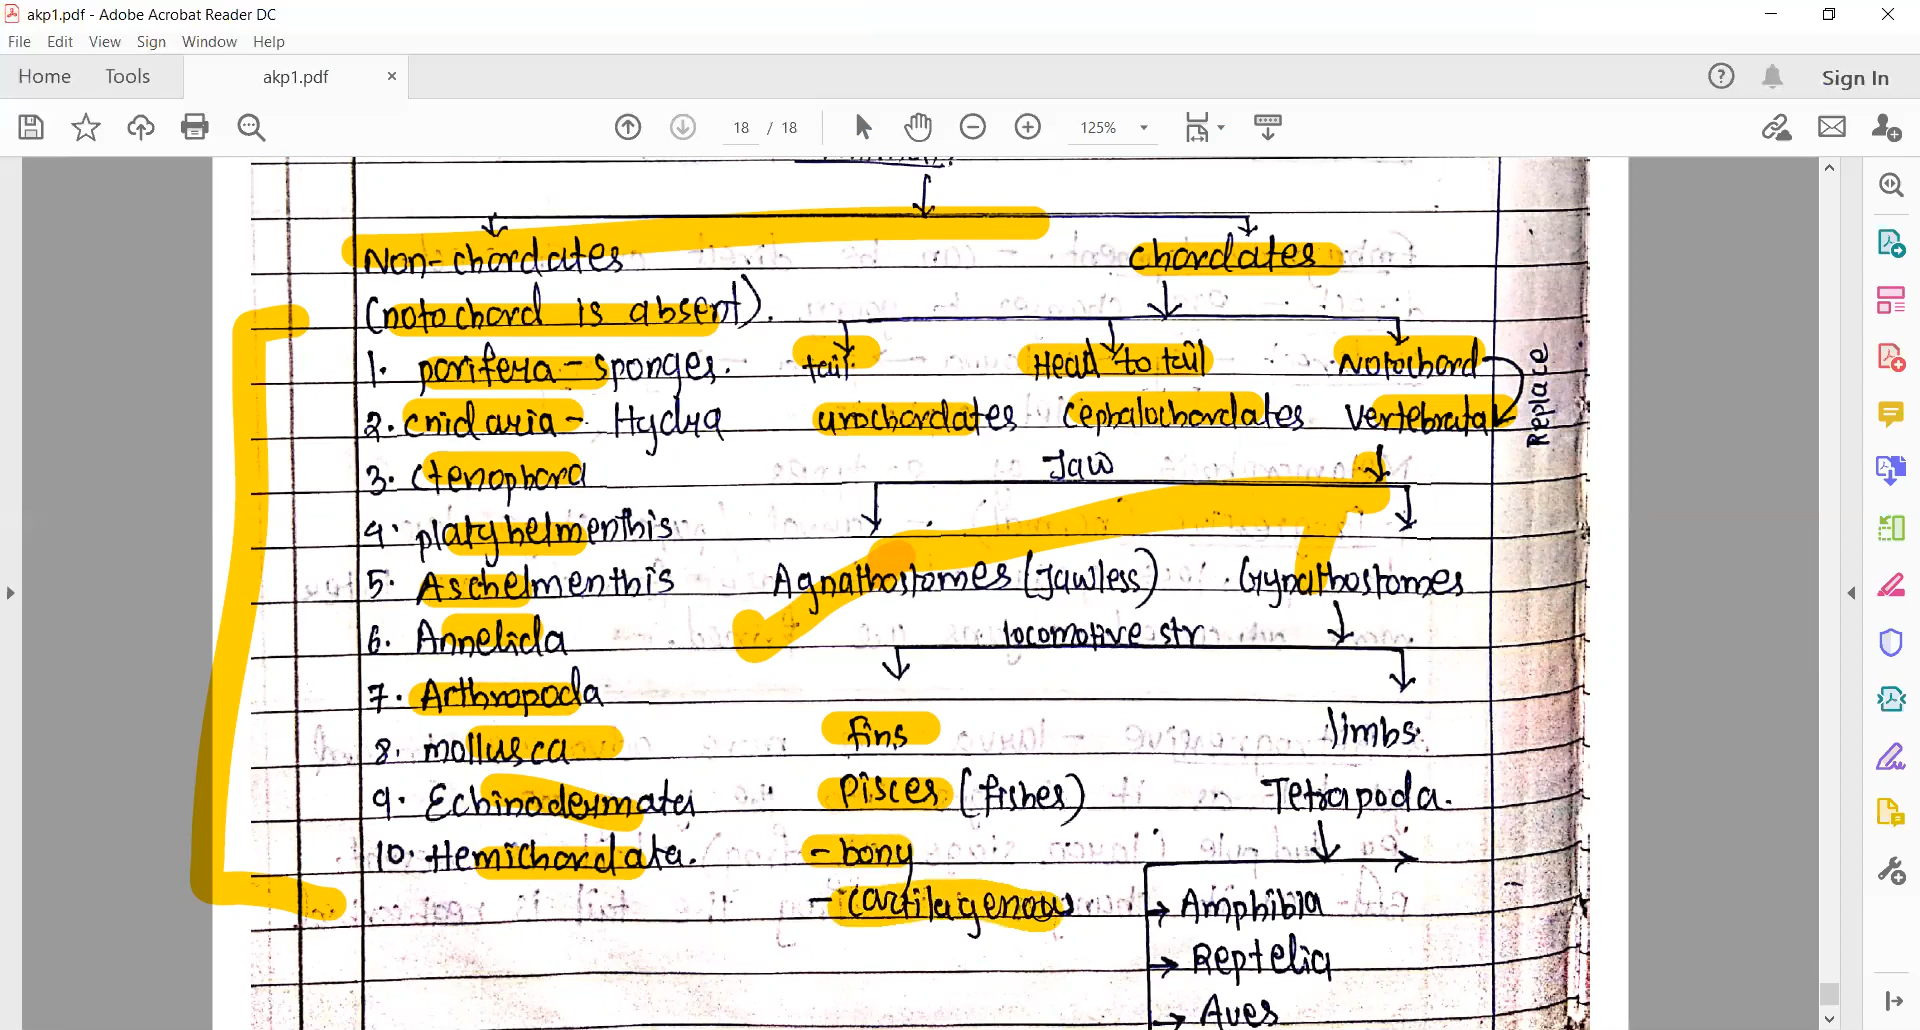 akp1.pdf - Adobe Acrobat Reader DC
File Edit View Sign Window Help
Home Tools akp1.pdf × Sign In
18 / 18 125%
Non-chordates chordates
(notochord is absent).
1. porifera - sponges. tail. Head to tail Notochord
Replace
2. cnidaria - Hydra urochordates Cephalochordates vertebrata
3. Ctenophora Jaw
4. platyhelmenthis
5. Aschelmenthis Agnathostomes (Jawless) Gynathostomes
6. Annelida locomotive str
7. Arthropoda
8. mollusca fins limbs.
9. Echinodermata Pisces (fishes) Tetrapoda.
10. Hemichordata. - bony
- cartilagenous → Amphibia
→ Reptelia
→ Aves